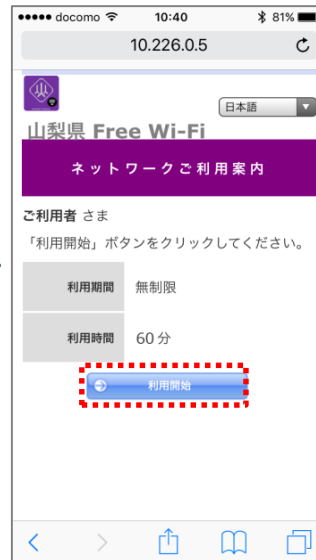 docomo 10:40 81%
10.226.0.5
日本語
山梨県 Free Wi-Fi
ネットワークご利用案内
ご利用者 さま
「利用開始」ボタンをクリックしてください。
利用期間 無制限
利用時間 60 分
利用開始